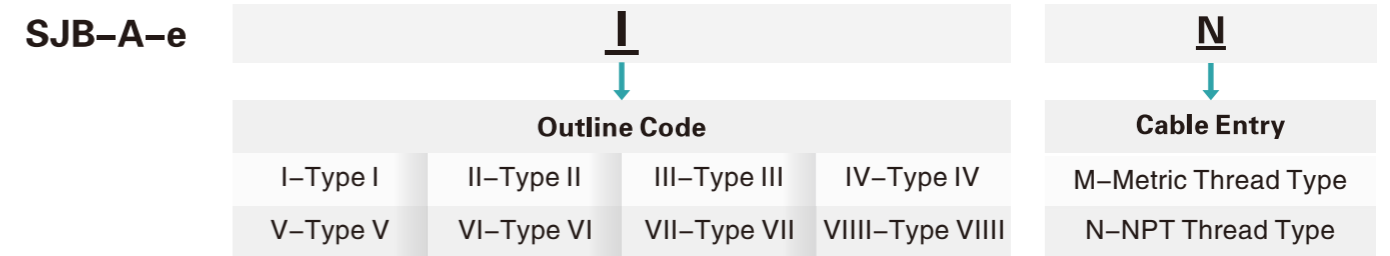 SJB–A–e I N
Outline Code Cable Entry
I–Type I II–Type II III–Type III IV–Type IV M–Metric Thread Type
V–Type V VI–Type VI VII–Type VII VIIII–Type VIIII N–NPT Thread Type